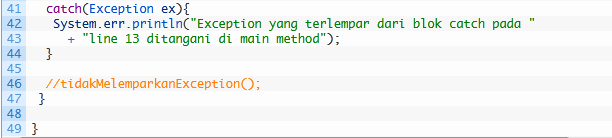 41 catch(Exception ex){
42 System.err.println("Exception yang terlempar dari blok catch pada "
43 + "line 13 ditangani di main method");
44 }
45
46 //tidakMelemparkanException();
47 }
48
49 }